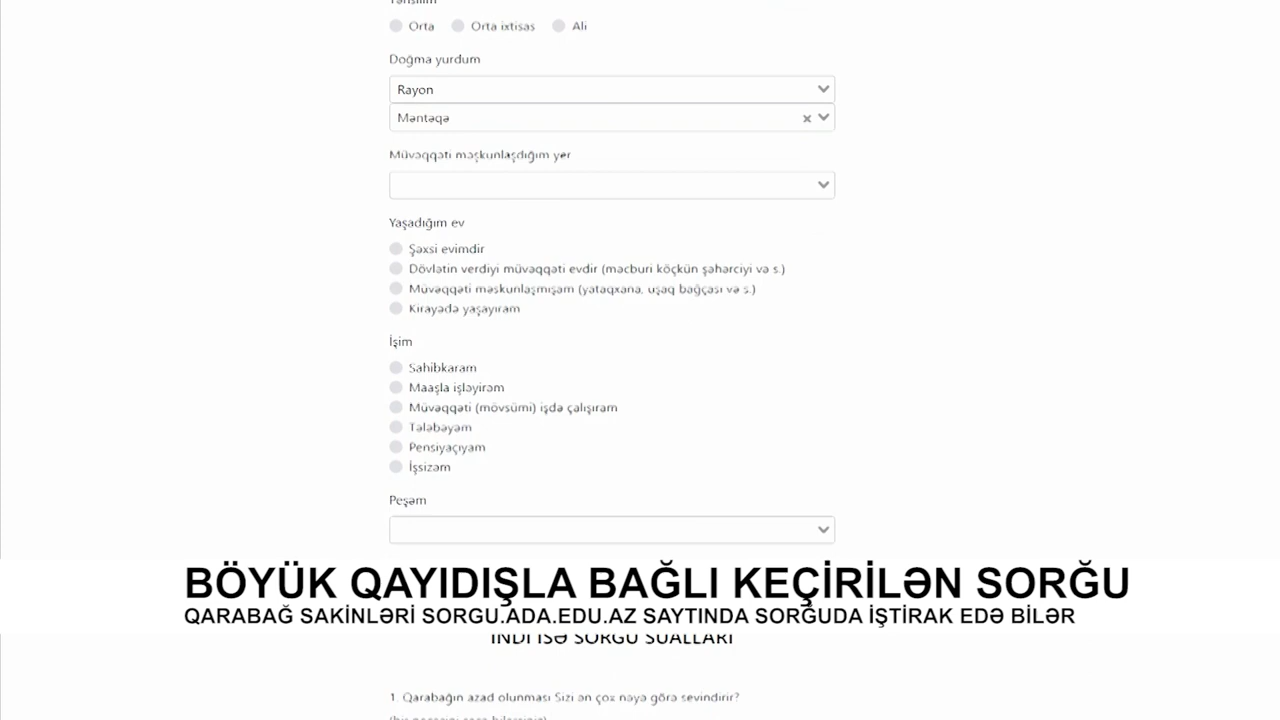 Təhsilim
Orta Orta ixtisas Ali
Doğma yurdum
Rayon
Məntəqə
Müvəqqəti məskunlaşdığım yer
Yaşadığım ev
Şəxsi evimdir
Dövlətin verdiyi müvəqqəti evdir (məcburi köçkün şəhərciyi və s.)
Müvəqqəti məskunlaşmışam (yataqxana, uşaq bağçası və s.)
Kirayədə yaşayıram
İşim
Sahibkaram
Maaşla işləyirəm
Müvəqqəti (mövsümi) işdə çalışıram
Tələbəyəm
Pensiyaçıyam
İşsizəm
Peşəm
BÖYÜK QAYIDIŞLA BAĞLI KEÇİRİLƏN SORĞU
QARABAĞ SAKİNLƏRİ SORGU.ADA.EDU.AZ SAYTINDA SORĞUDA İŞTİRAK EDƏ BİLƏR
İNDİ İSƏ SORĞU SUALLARI
1. Qarabağın azad olunması Sizi ən çox nəyə görə sevindirir?